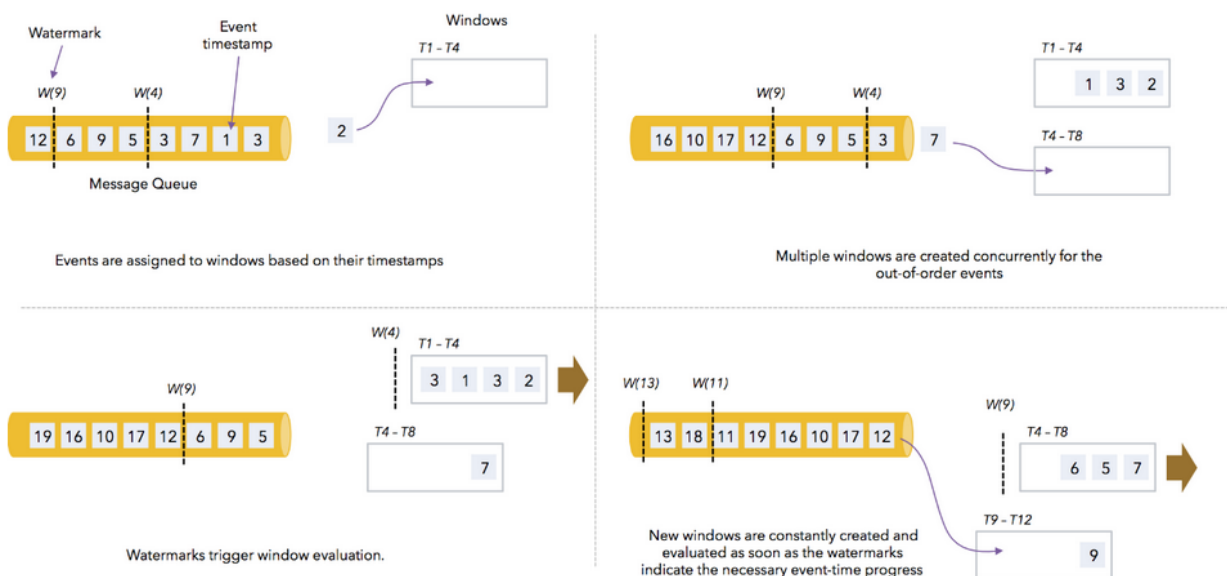 Watermark
Event
timestamp
Windows
T1 – T4
W(9)
W(4)
12 6 9 5 3 7 1 3
2
Message Queue
Events are assigned to windows based on their timestamps
T1 – T4
1 3 2
W(9)
W(4)
16 10 17 12 6 9 5 3
7
T4 – T8
Multiple windows are created concurrently for the
out-of-order events
W(4)
T1 – T4
3 1 3 2
W(9)
19 16 10 17 12 6 9 5
T4 – T8
7
Watermarks trigger window evaluation.
W(13)
W(11)
13 18 11 19 16 10 17 12
W(9)
T4 – T8
6 5 7
T9 – T12
9
New windows are constantly created and
evaluated as soon as the watermarks
indicate the necessary event-time progress